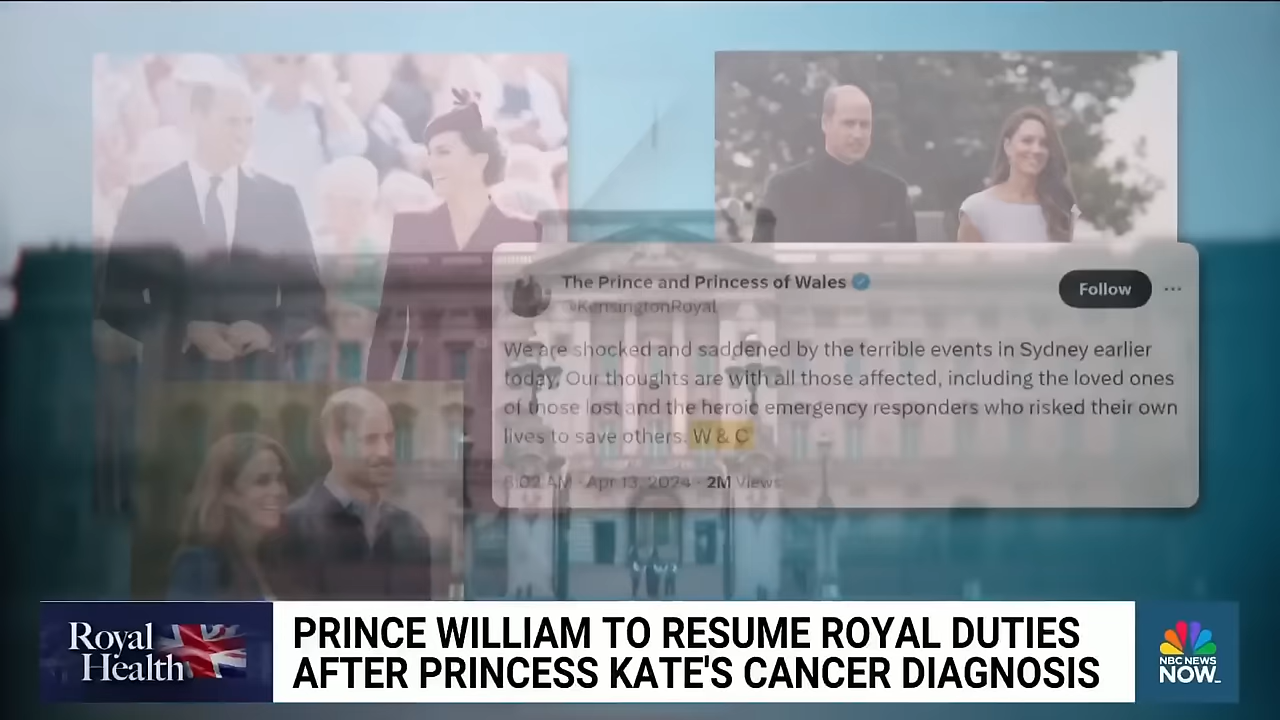 The Prince and Princess of Wales
@KensingtonRoyal
Follow
We are shocked and saddened by the terrible events in Sydney earlier
today. Our thoughts are with all those affected, including the loved ones
of those lost and the heroic emergency responders who risked their own
lives to save others. W & C
8:02 AM · Apr 13, 2024 · 2M Views
Royal
Health
PRINCE WILLIAM TO RESUME ROYAL DUTIES
AFTER PRINCESS KATE'S CANCER DIAGNOSIS
NBC NEWS
NOW